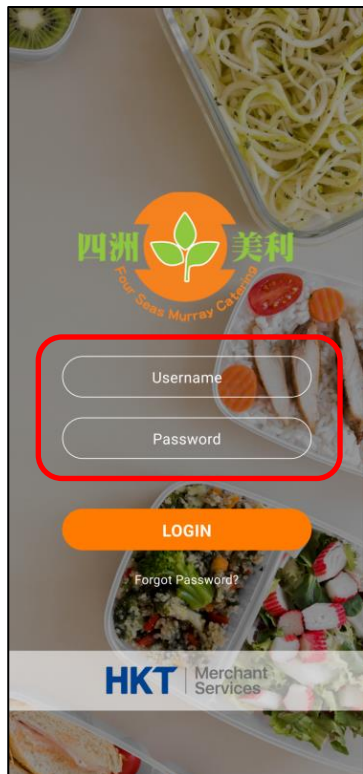 四洲 美利
Four Seas Murray Catering
Username
Password
LOGIN
Forgot Password?
HKT Merchant
Services